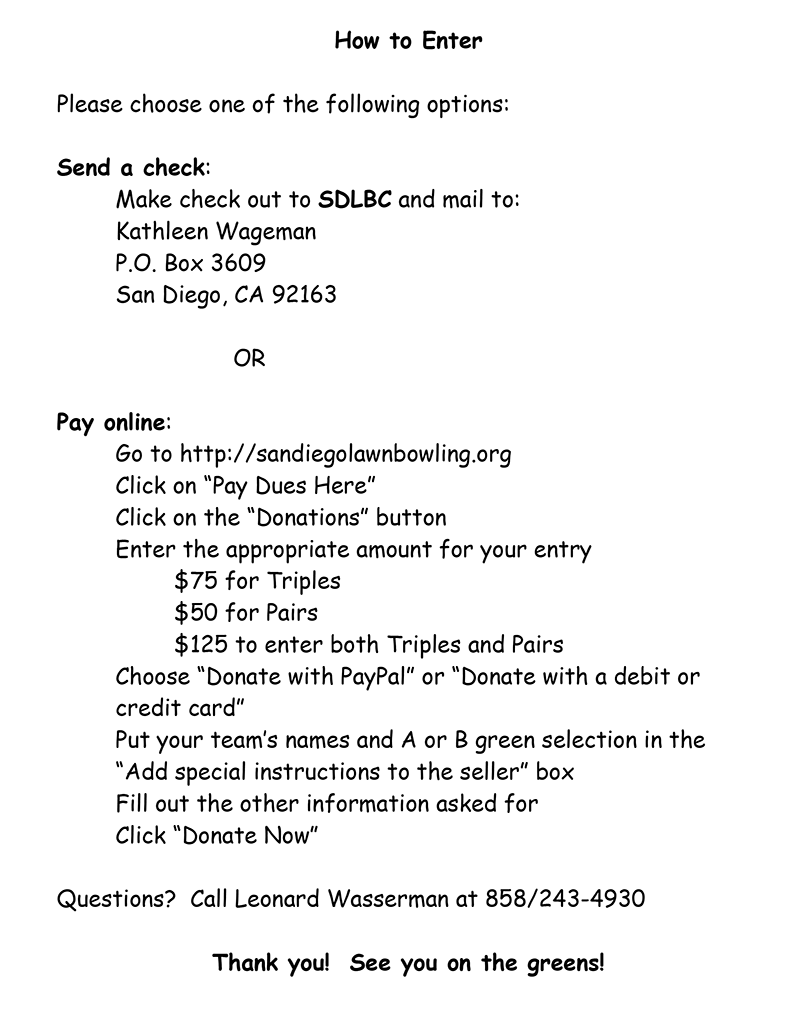 How to Enter
Please choose one of the following options:
Send a check:
Make check out to SDLBC and mail to:
Kathleen Wageman
P.O. Box 3609
San Diego, CA 92163
OR
Pay online:
Go to http://sandiegolawnbowling.org
Click on “Pay Dues Here”
Click on the “Donations” button
Enter the appropriate amount for your entry
$75 for Triples
$50 for Pairs
$125 to enter both Triples and Pairs
Choose “Donate with PayPal” or “Donate with a debit or
credit card”
Put your team’s names and A or B green selection in the
“Add special instructions to the seller” box
Fill out the other information asked for
Click “Donate Now”
Questions?  Call Leonard Wasserman at 858/243-4930
Thank you!  See you on the greens!